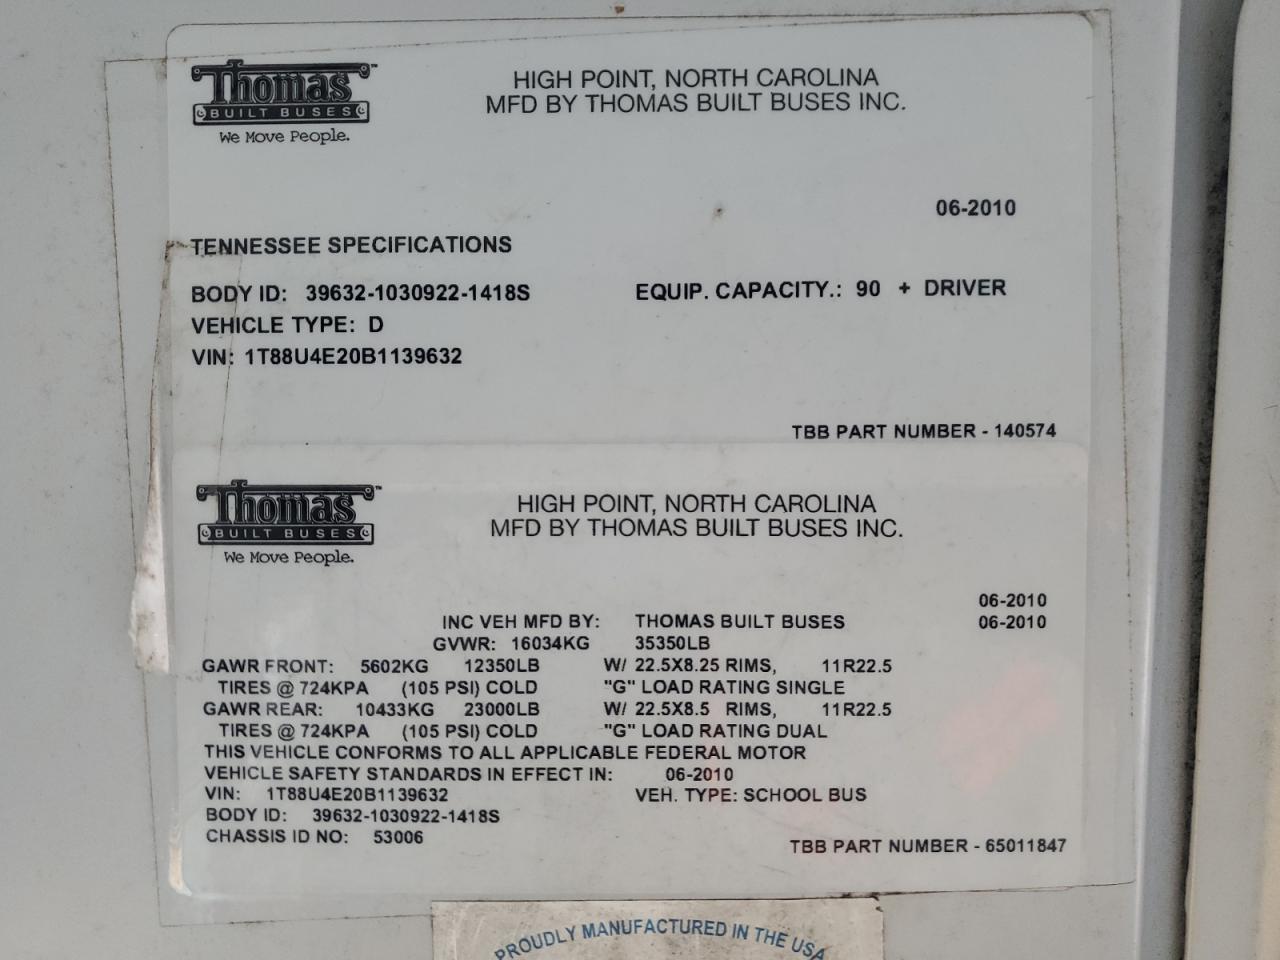 Thomas™
BUILT BUSES
We Move People.
HIGH POINT, NORTH CAROLINA
MFD BY THOMAS BUILT BUSES INC.
06-2010
TENNESSEE SPECIFICATIONS
BODY ID: 39632-1030922-1418S EQUIP. CAPACITY.: 90 + DRIVER
VEHICLE TYPE: D
VIN: 1T88U4E20B1139632
TBB PART NUMBER - 140574
Thomas™
BUILT BUSES
We Move People.
HIGH POINT, NORTH CAROLINA
MFD BY THOMAS BUILT BUSES INC.
06-2010
INC VEH MFD BY: THOMAS BUILT BUSES 06-2010
GVWR: 16034KG 35350LB
GAWR FRONT: 5602KG 12350LB W/ 22.5X8.25 RIMS, 11R22.5
TIRES @ 724KPA (105 PSI) COLD "G" LOAD RATING SINGLE
GAWR REAR: 10433KG 23000LB W/ 22.5X8.5 RIMS, 11R22.5
TIRES @ 724KPA (105 PSI) COLD "G" LOAD RATING DUAL
THIS VEHICLE CONFORMS TO ALL APPLICABLE FEDERAL MOTOR
VEHICLE SAFETY STANDARDS IN EFFECT IN: 06-2010
VIN: 1T88U4E20B1139632 VEH. TYPE: SCHOOL BUS
BODY ID: 39632-1030922-1418S
CHASSIS ID NO: 53006
TBB PART NUMBER - 65011847
PROUDLY MANUFACTURED IN THE USA